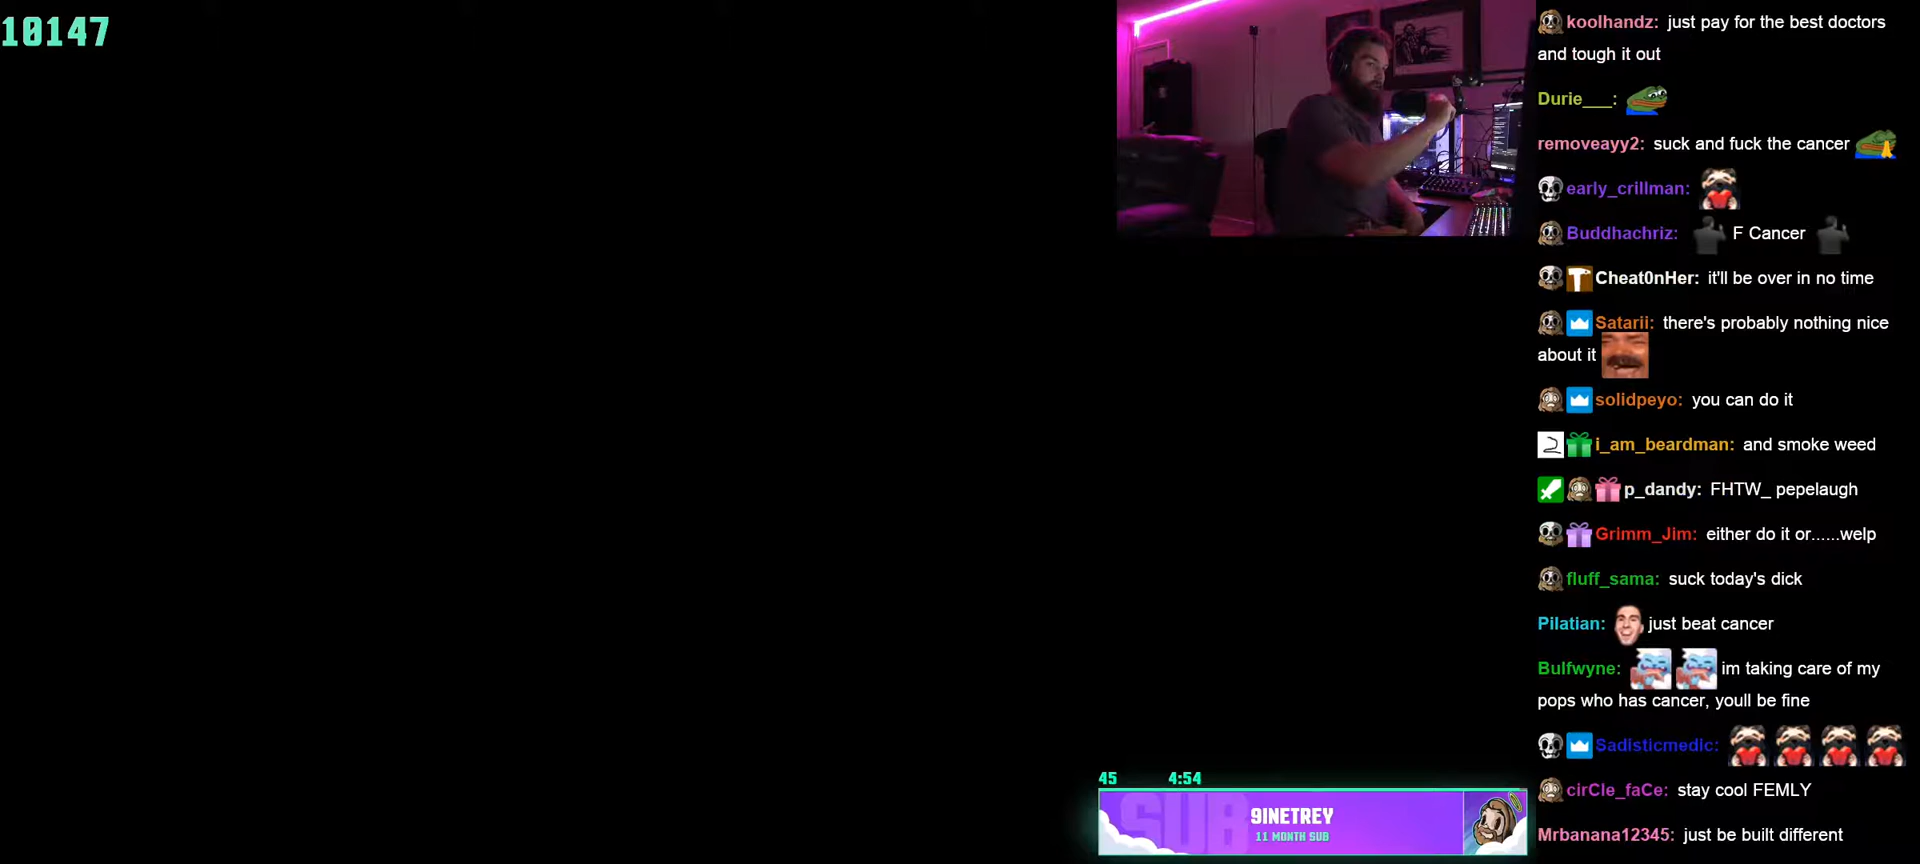 10147
koolhandz: just pay for the best doctors
and tough it out
Durie___:
removeayy2: suck and fuck the cancer
early_crillman:
Buddhachriz: F Cancer
Cheat0nHer: it'll be over in no time
Satarii: there's probably nothing nice
about it
solidpeyo: you can do it
i_am_beardman: and smoke weed
p_dandy: FHTW_ pepelaugh
Grimm_Jim: either do it or......welp
fluff_sama: suck today's dick
Pilatian: just beat cancer
Bulfwyne: im taking care of my
pops who has cancer, youll be fine
Sadisticmedic:
cirCle_faCe: stay cool FEMLY
Mrbanana12345: just be built different
45 4:54
SUB
9INETREY
11 MONTH SUB